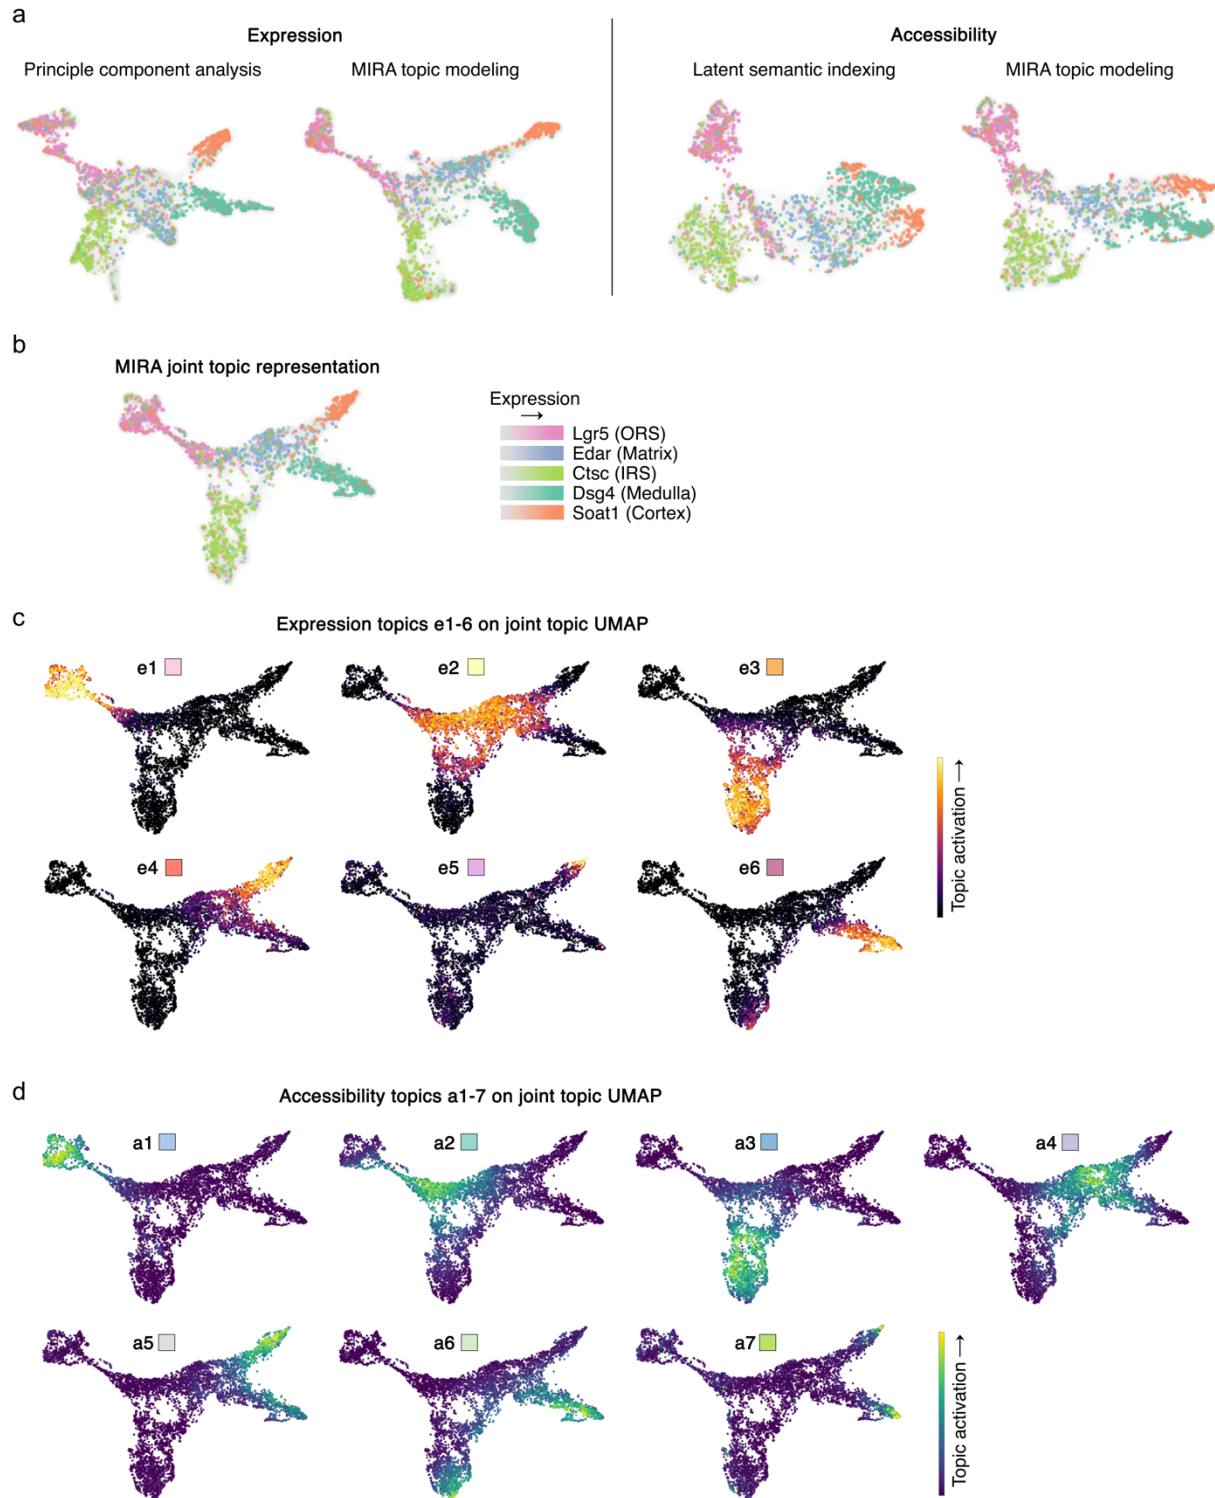 a
Expression
Accessibility
Principle component analysis
MIRA topic modeling
Latent semantic indexing
MIRA topic modeling
b
MIRA joint topic representation
Expression
→
Lgr5 (ORS)
Edar (Matrix)
Ctsc (IRS)
Dsg4 (Medulla)
Soat1 (Cortex)
c
Expression topics e1-6 on joint topic UMAP
e1
e2
e3
e4
e5
e6
Topic activation →
d
Accessibility topics a1-7 on joint topic UMAP
a1
a2
a3
a4
a5
a6
a7
Topic activation →